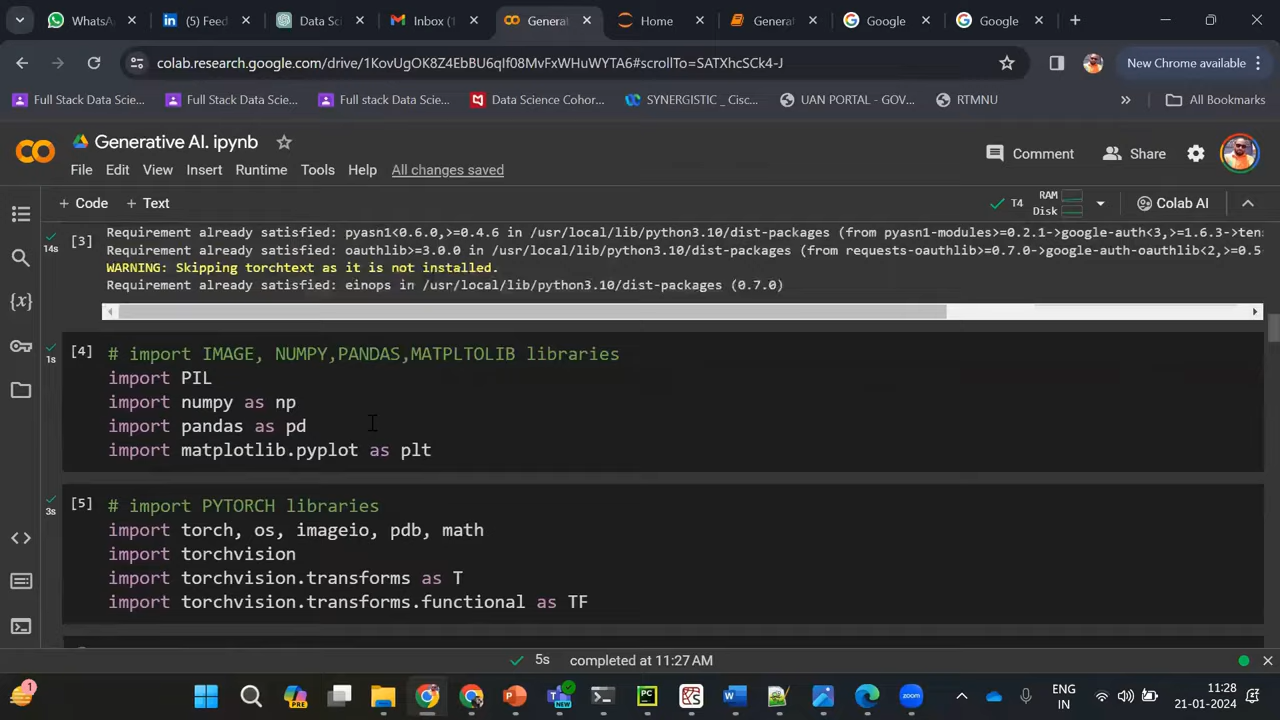 WhatsA
(5) Feed
Data Sci
Inbox (1
Generat
Home
Generat
Google
Google
colab.research.google.com/drive/1KovUgOK8Z4EbBU6qIf08MvFxWHuWYTA6#scrollTo=SATXhcSCk4-J
New Chrome available
Full Stack Data Scie...
Full Stack Data Scie...
Full stack Data Scie...
Data Science Cohor...
SYNERGISTIC _ Cisc...
UAN PORTAL - GOV...
RTMNU
All Bookmarks
Generative AI. ipynb
File Edit View Insert Runtime Tools Help All changes saved
Comment
Share
+ Code + Text
T4
RAM
Disk
Colab AI
[3]
14s
Requirement already satisfied: pyasn1<0.6.0,>=0.4.6 in /usr/local/lib/python3.10/dist-packages (from pyasn1-modules>=0.2.1->google-auth<3,>=1.6.3->ten
Requirement already satisfied: oauthlib>=3.0.0 in /usr/local/lib/python3.10/dist-packages (from requests-oauthlib>=0.7.0->google-auth-oauthlib<2,>=0.5
WARNING: Skipping torchtext as it is not installed.
Requirement already satisfied: einops in /usr/local/lib/python3.10/dist-packages (0.7.0)
[4]
1s
# import IMAGE, NUMPY,PANDAS,MATPLTOLIB libraries
import PIL
import numpy as np
import pandas as pd
import matplotlib.pyplot as plt
[5]
3s
# import PYTORCH libraries
import torch, os, imageio, pdb, math
import torchvision
import torchvision.transforms as T
import torchvision.transforms.functional as TF
5s completed at 11:27 AM
1
PRE
NEW
PC
zoom
ENG
IN
11:28
21-01-2024